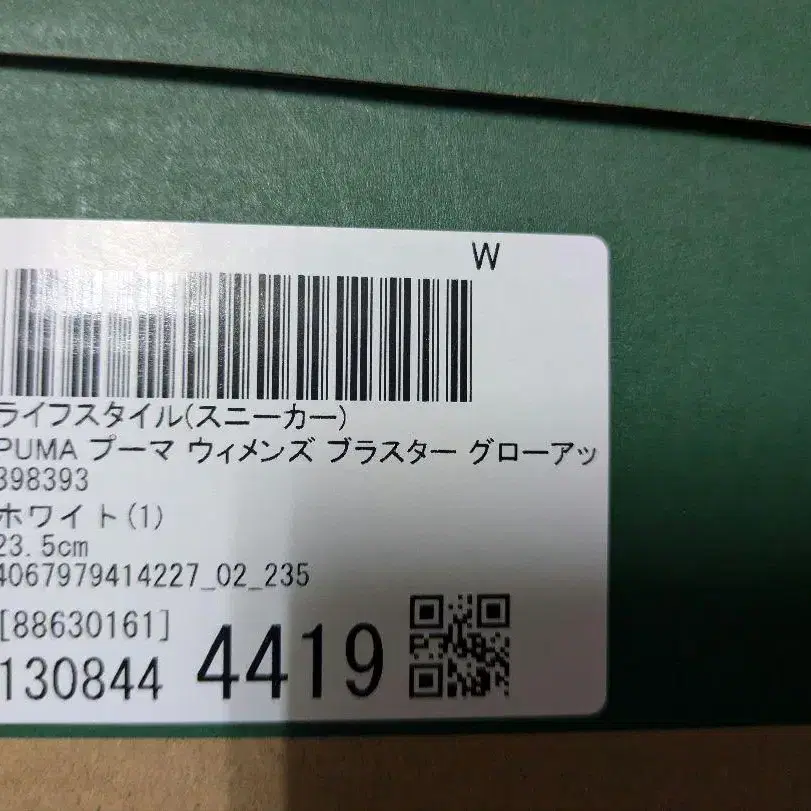 W
ライフスタイル(スニーカー)
PUMA プーマ ウィメンズ ブラスター グローアッ
398393
ホワイト(1)
23.5cm
4067979414227_02_235
[88630161]
130844 4419